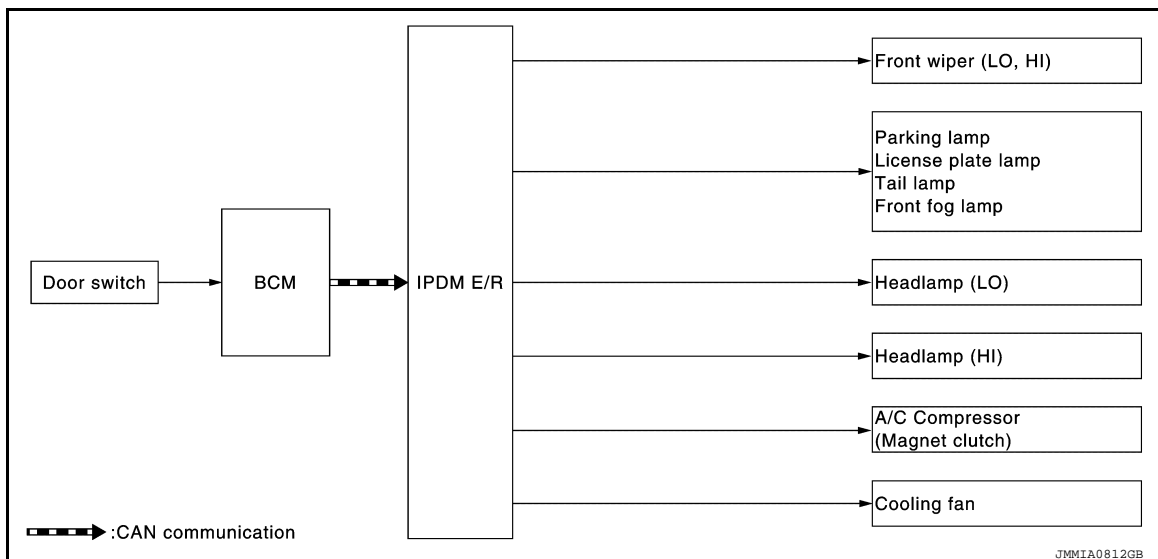 Front wiper (LO, HI)
Parking lamp
License plate lamp
Tail lamp
Front fog lamp
Door switch
BCM
IPDM E/R
Headlamp (LO)
Headlamp (HI)
A/C Compressor
(Magnet clutch)
Cooling fan
:CAN communication
JMMIA0812GB